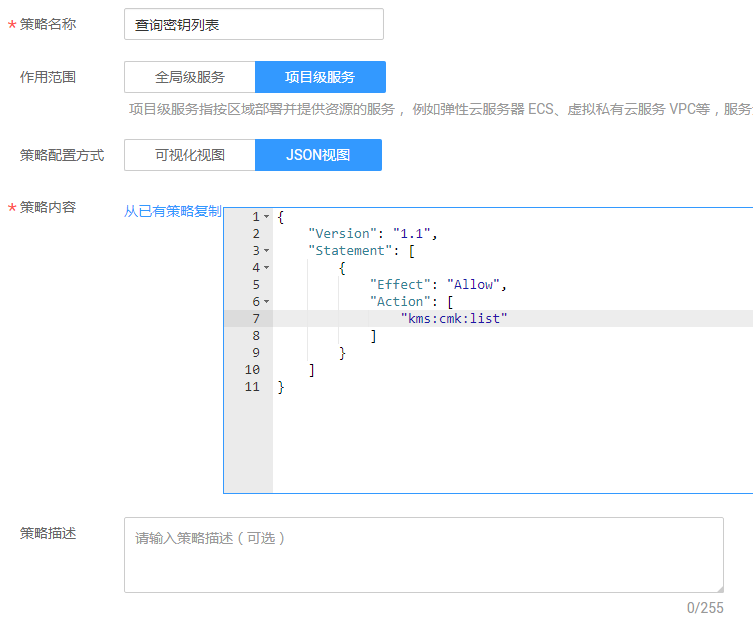 * 策略名称 查询密钥列表
作用范围 全局级服务 项目级服务
项目级服务指按区域部署并提供资源的服务，例如弹性云服务器 ECS、虚拟私有云服务 VPC等，服务
策略配置方式 可视化视图 JSON视图
* 策略内容 从已有策略复制
1 {
2 "Version": "1.1",
3 "Statement": [
4 {
5 "Effect": "Allow",
6 "Action": [
7 "kms:cmk:list"
8 ]
9 }
10 ]
11 }
策略描述 请输入策略描述（可选）
0/255